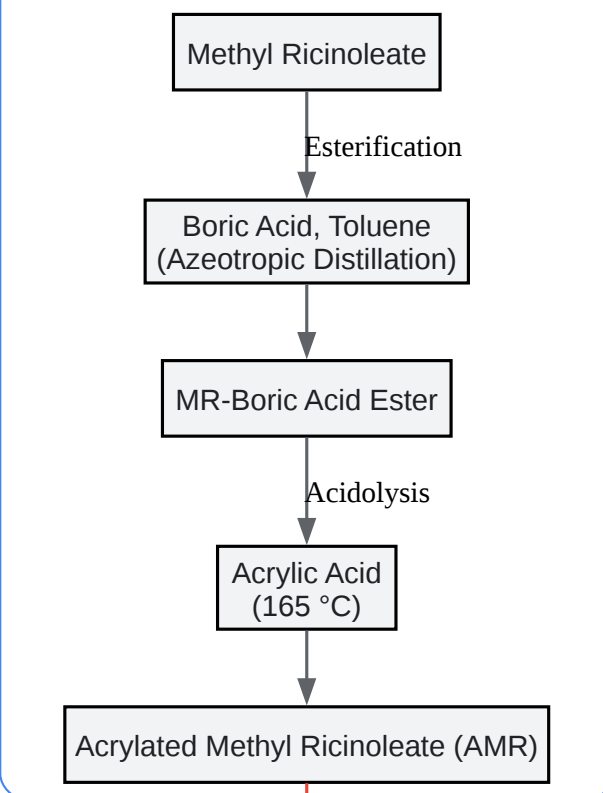 Methyl Ricinoleate
Esterification
Boric Acid, Toluene
(Azeotropic Distillation)
MR-Boric Acid Ester
Acidolysis
Acrylic Acid
(165 °C)
Acrylated Methyl Ricinoleate (AMR)